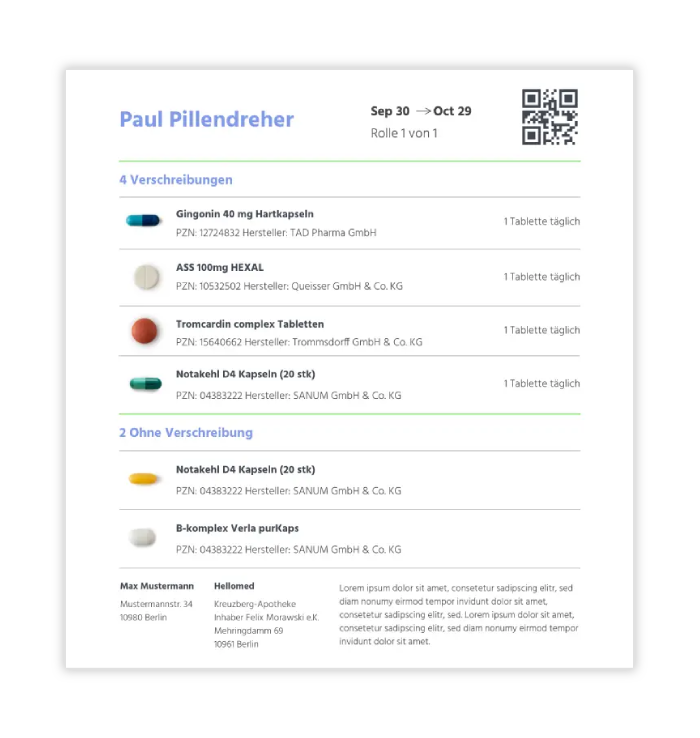 Paul Pillendreher
Sep 30 → Oct 29
Rolle 1 von 1
4 Verschreibungen
Gingonin 40 mg Hartkapseln
PZN: 12724832 Hersteller: TAD Pharma GmbH
1 Tablette täglich
ASS 100mg HEXAL
PZN: 10532502 Hersteller: Queisser GmbH & Co. KG
1 Tablette täglich
Tromcardin complex Tabletten
PZN: 15640662 Hersteller: Trommsdorff GmbH & Co. KG
1 Tablette täglich
Notakehl D4 Kapseln (20 stk)
PZN: 04383222 Hersteller: SANUM GmbH & Co. KG
1 Tablette täglich
2 Ohne Verschreibung
Notakehl D4 Kapseln (20 stk)
PZN: 04383222 Hersteller: SANUM GmbH & Co. KG
B-komplex Verla purKaps
PZN: 04383222 Hersteller: SANUM GmbH & Co. KG
Max Mustermann
Mustermannstr. 34
10980 Berlin
Hellomed
Kreuzberg-Apotheke
Inhaber Felix Morawski e.K.
Mehringdamm 69
10961 Berlin
Lorem ipsum dolor sit amet, consetetur sadipscing elitr, sed
diam nonumy eirmod tempor invidunt dolor sit amet,
consetetur sadipscing elitr, sed. Lorem ipsum dolor sit amet,
consetetur sadipscing elitr, sed diam nonumy eirmod tempor
invidunt dolor sit amet.